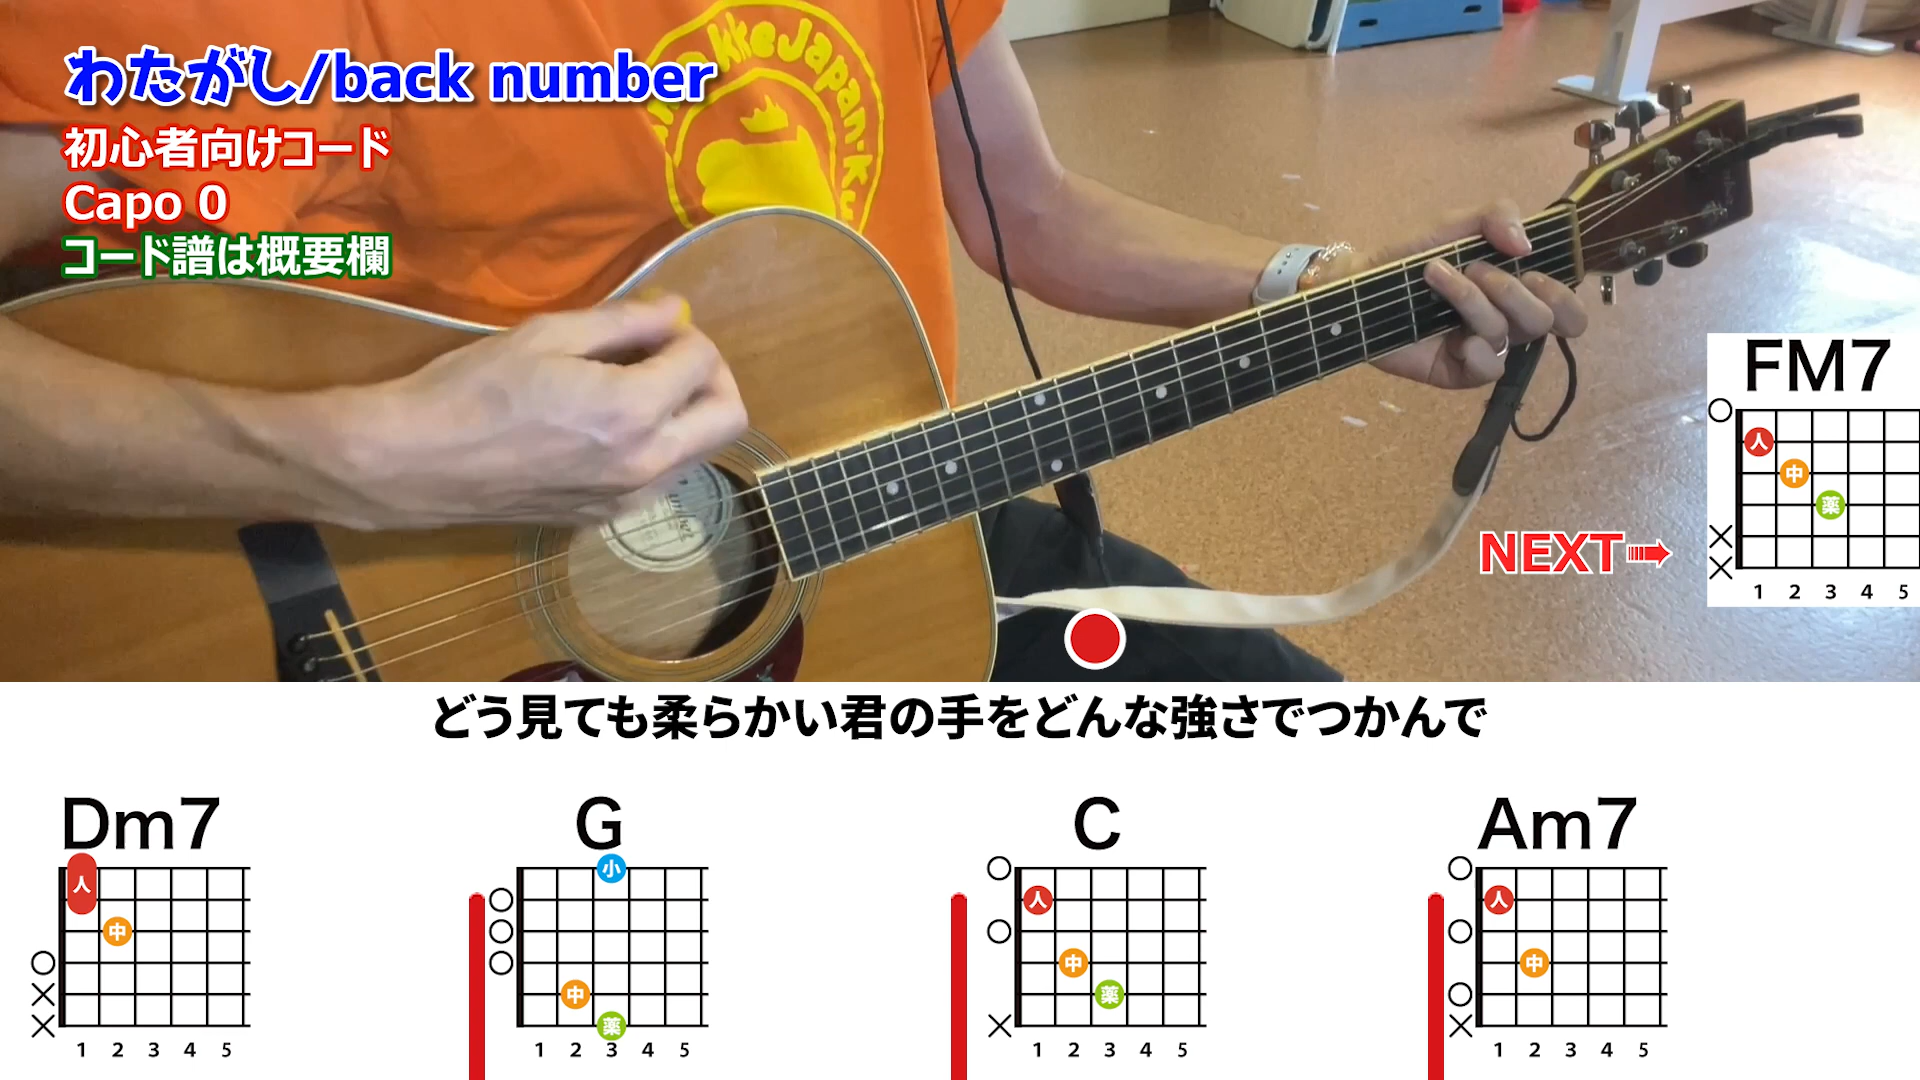 わたがし/back number
初心者向けコード
Capo 0
コード譜は概要欄
FM7
人
中
薬
1 2 3 4 5
NEXT
どう見ても柔らかい君の手をどんな強さでつかんで
Dm7
人
中
1 2 3 4 5
G
小
中
薬
1 2 3 4 5
C
人
中
薬
1 2 3 4 5
Am7
人
中
1 2 3 4 5